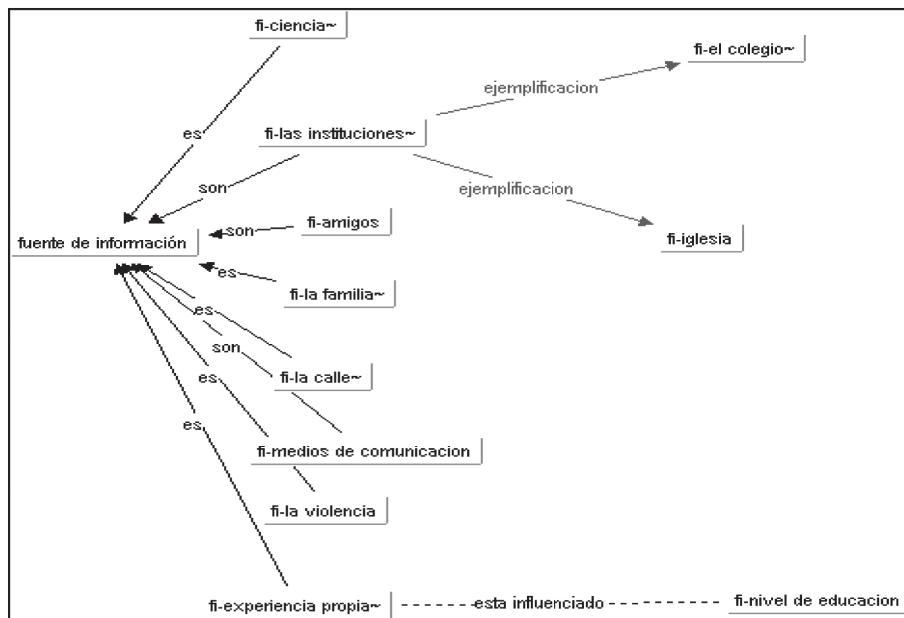 fi-ciencia~
fi-el colegio~
ejemplificacion
es
fi-las instituciones~
son
ejemplificacion
fi-amigos
son
fuente de información
fi-iglesia
es
fi-la familia~
es
son
fi-la calle~
es
es
fi-medios de comunicacion
fi-la violencia
fi-experiencia propia~
esta influenciado
fi-nivel de educacion